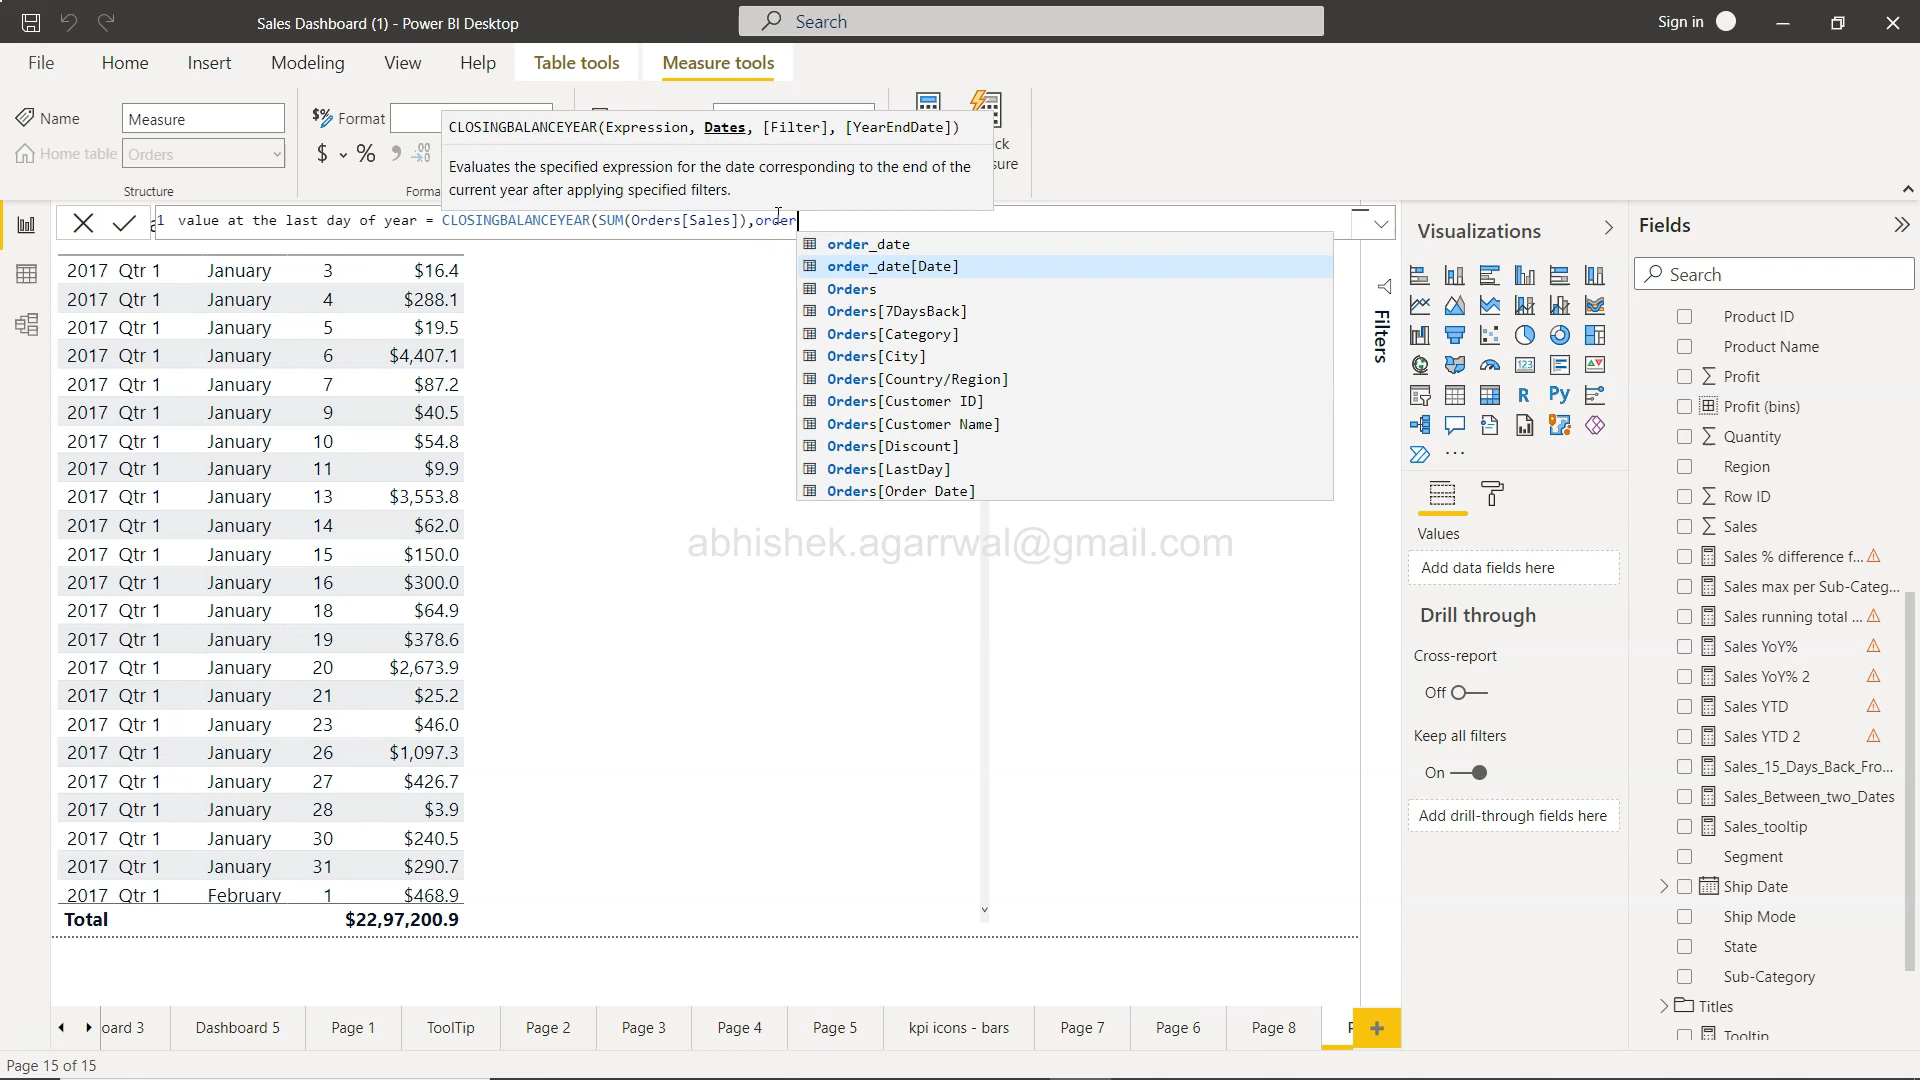 Sales Dashboard (1) - Power BI Desktop
Search
Sign in
File
Home
Insert
Modeling
View
Help
Table tools
Measure tools
Name
Measure
Home table
Orders
Structure
Format
$ % 9
Forma
ck
sure
CLOSINGBALANCEYEAR(Expression, Dates, [Filter], [YearEndDate])
Evaluates the specified expression for the date corresponding to the end of the
current year after applying specified filters.
1 value at the last day of year = CLOSINGBALANCEYEAR(SUM(Orders[Sales]),order
order_date
order_date[Date]
Orders
Orders[7DaysBack]
Orders[Category]
Orders[City]
Orders[Country/Region]
Orders[Customer ID]
Orders[Customer Name]
Orders[Discount]
Orders[LastDay]
Orders[Order Date]
2017 Qtr 1 January 3 $16.4
2017 Qtr 1 January 4 $288.1
2017 Qtr 1 January 5 $19.5
2017 Qtr 1 January 6 $4,407.1
2017 Qtr 1 January 7 $87.2
2017 Qtr 1 January 9 $40.5
2017 Qtr 1 January 10 $54.8
2017 Qtr 1 January 11 $9.9
2017 Qtr 1 January 13 $3,553.8
2017 Qtr 1 January 14 $62.0
2017 Qtr 1 January 15 $150.0
2017 Qtr 1 January 16 $300.0
2017 Qtr 1 January 18 $64.9
2017 Qtr 1 January 19 $378.6
2017 Qtr 1 January 20 $2,673.9
2017 Qtr 1 January 21 $25.2
2017 Qtr 1 January 23 $46.0
2017 Qtr 1 January 26 $1,097.3
2017 Qtr 1 January 27 $426.7
2017 Qtr 1 January 28 $3.9
2017 Qtr 1 January 30 $240.5
2017 Qtr 1 January 31 $290.7
2017 Qtr 1 February 1 $468.9
Total $22,97,200.9
abhishek.agarrwal@gmail.com
Filters
Visualizations
123
R
Py
Values
Add data fields here
Drill through
Cross-report
Off
Keep all filters
On
Add drill-through fields here
Fields
Search
Product ID
Product Name
Profit
Profit (bins)
Quantity
Region
Row ID
Sales
Sales % difference f...
Sales max per Sub-Categ...
Sales running total ...
Sales YoY%
Sales YoY% 2
Sales YTD
Sales YTD 2
Sales_15_Days_Back_Fro...
Sales_Between_two_Dates
Sales_tooltip
Segment
Ship Date
Ship Mode
State
Sub-Category
Titles
Tooltip
oard 3
Dashboard 5
Page 1
ToolTip
Page 2
Page 3
Page 4
Page 5
kpi icons - bars
Page 7
Page 6
Page 8
Page 15 of 15